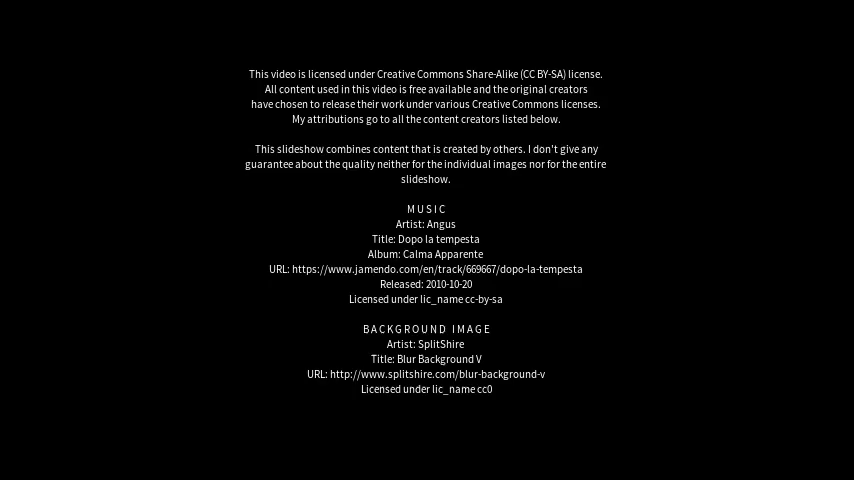 This video is licensed under Creative Commons Share-Alike (CC BY-SA) license.
All content used in this video is free available and the original creators
have chosen to release their work under various Creative Commons licenses.
My attributions go to all the content creators listed below.
This slideshow combines content that is created by others. I don't give any
guarantee about the quality neither for the individual images nor for the entire
slideshow.
MUSIC
Artist: Angus
Title: Dopo la tempesta
Album: Calma Apparente
URL: https://www.jamendo.com/en/track/669667/dopo-la-tempesta
Released: 2010-10-20
Licensed under lic_name cc-by-sa
BACKGROUND IMAGE
Artist: SplitShire
Title: Blur Background V
URL: http://www.splitshire.com/blur-background-v
Licensed under lic_name cc0